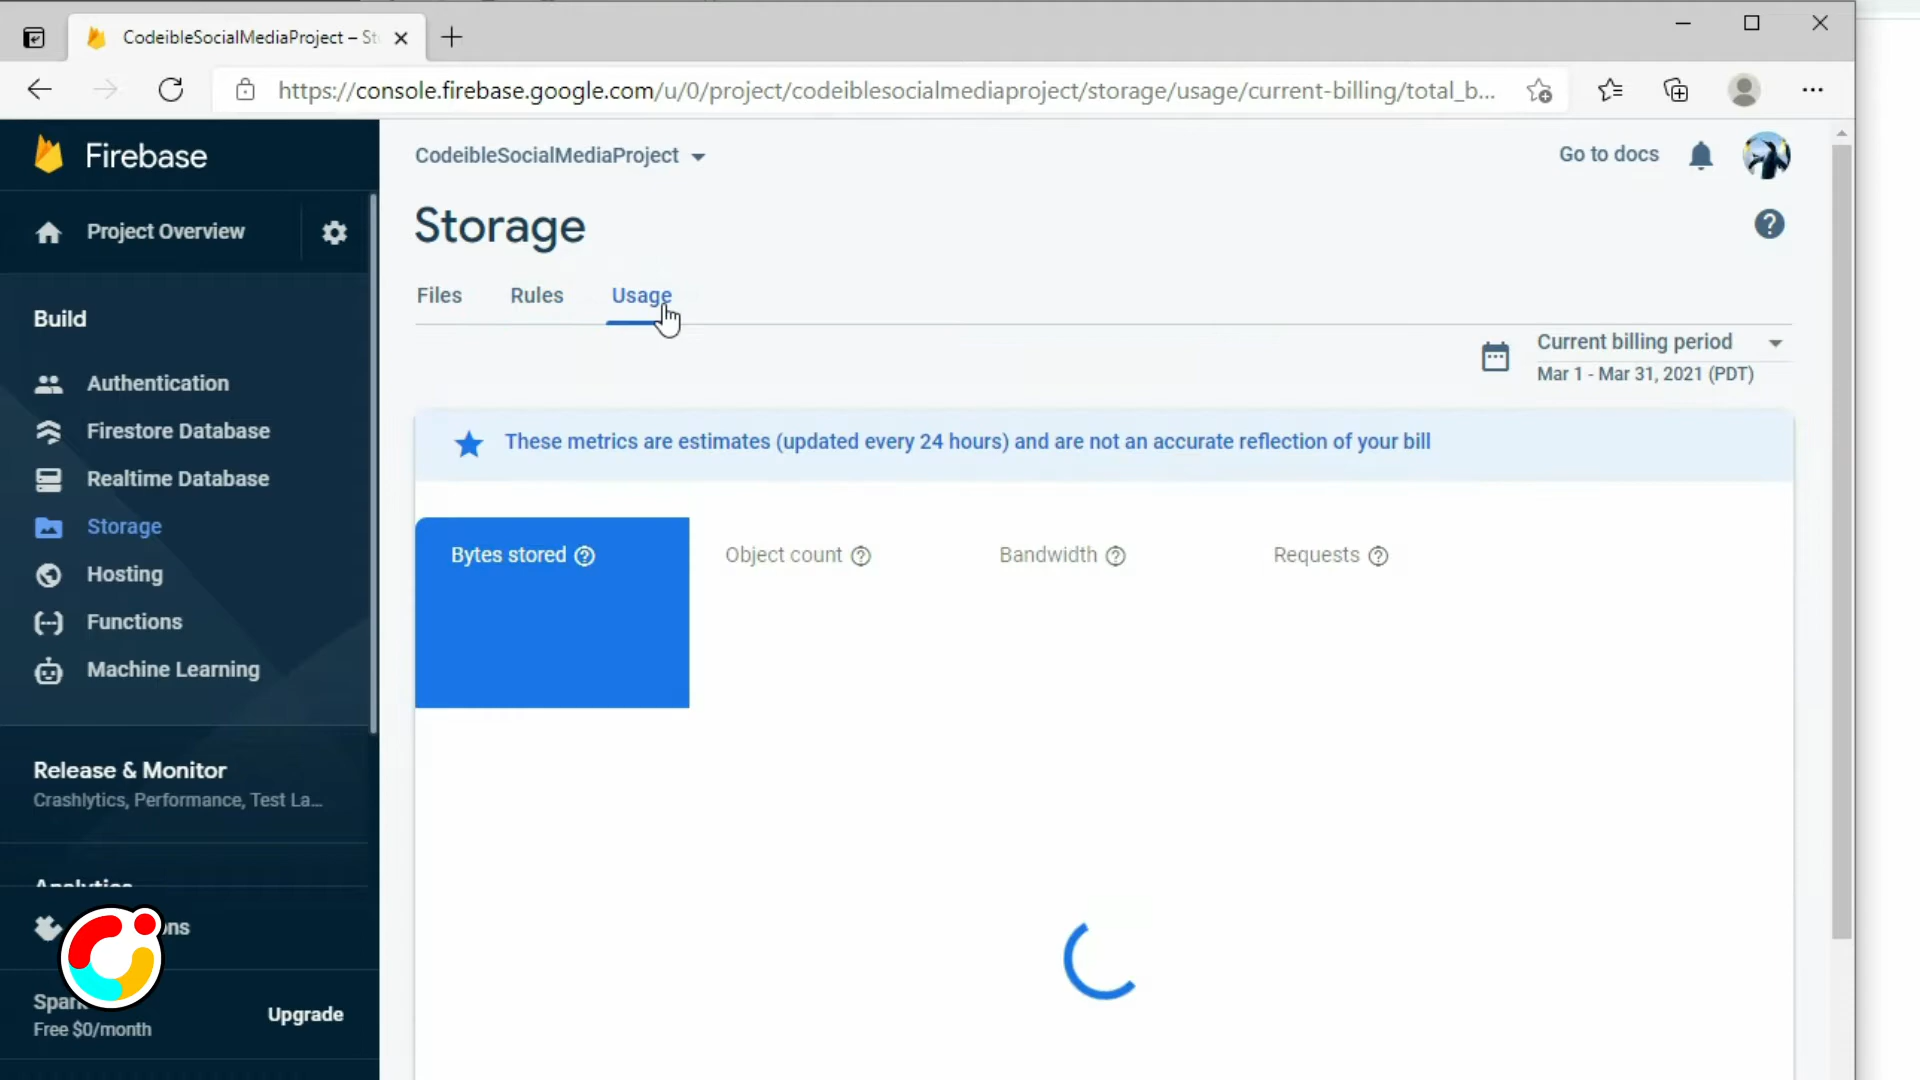 CodeibleSocialMediaProject – St
https://console.firebase.google.com/u/0/project/codeiblesocialmediaproject/storage/usage/current-billing/total_b...
Firebase
CodeibleSocialMediaProject
Go to docs
Project Overview
Storage
Files
Rules
Usage
Current billing period
Mar 1 - Mar 31, 2021 (PDT)
Build
Authentication
Firestore Database
Realtime Database
Storage
Hosting
Functions
Machine Learning
These metrics are estimates (updated every 24 hours) and are not an accurate reflection of your bill
Bytes stored
Object count
Bandwidth
Requests
Release & Monitor
Crashlytics, Performance, Test La...
Analytics
Free $0/month
Upgrade